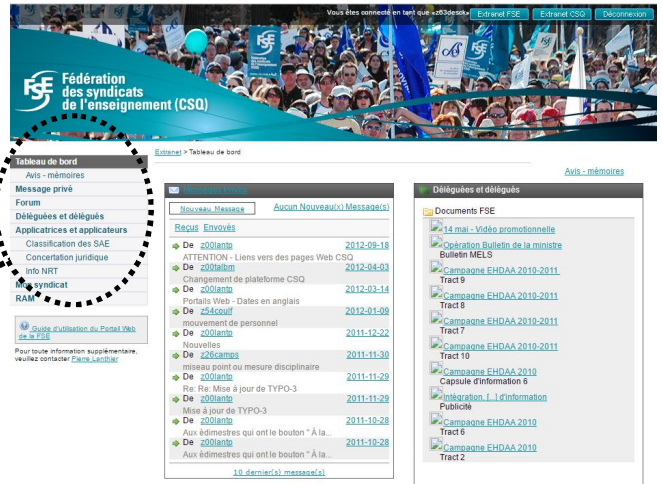 Vous êtes connecté en tant que «z63desck»
Extranet FSE
Extranet CSQ
Déconnexion
FSE
Fédération
des syndicats
de l'enseignement (CSQ)
Extranet > Tableau de bord
Tableau de bord
Avis - mémoires
Message privé
Forum
Déléguées et délégués
Applicatrices et applicateurs
Classification des SAE
Concertation juridique
Info NRT
Mon syndicat
RAM
Guide d'utilisation du Portail Web
de la FSE
Pour toute information supplémentaire,
veuillez contacter Pierre Lanthier
Avis - mémoires
Messages Privés
Nouveau Message
Aucun Nouveau(x) Message(s)
Reçus Envoyés
De z00lantp 2012-09-18
ATTENTION - Liens vers des pages Web CSQ
De z00talbm 2012-04-03
Changement de plateforme CSQ
De z00lantp 2012-03-14
Portails Web - Dates en anglais
De z54coulf 2012-01-09
mouvement de personnel
De z00lantp 2011-12-22
Nouvelles
De z26camps 2011-11-30
miseau point ou mesure disciplinaire
De z00lantp 2011-11-29
Re: Re: Mise à jour de TYPO-3
De z00lantp 2011-11-29
Mise à jour de TYPO-3
De z00lantp 2011-10-28
Aux édimestres qui ont le bouton " À la...
De z00lantp 2011-10-28
Aux édimestres qui ont le bouton " À la...
10 dernier(s) message(s)
Déléguées et délégués
Documents FSE
14 mai - Vidéo promotionnelle
Opération Bulletin de la ministre
Bulletin MELS
Campagne EHDAA 2010-2011
Tract 9
Campagne EHDAA 2010-2011
Tract 8
Campagne EHDAA 2010-2011
Tract 7
Campagne EHDAA 2010-2011
Tract 10
Campagne EHDAA 2010
Capsule d'information 6
Intégration, [...] d'information
Publicité
Campagne EHDAA 2010
Tract 6
Campagne EHDAA 2010
Tract 2